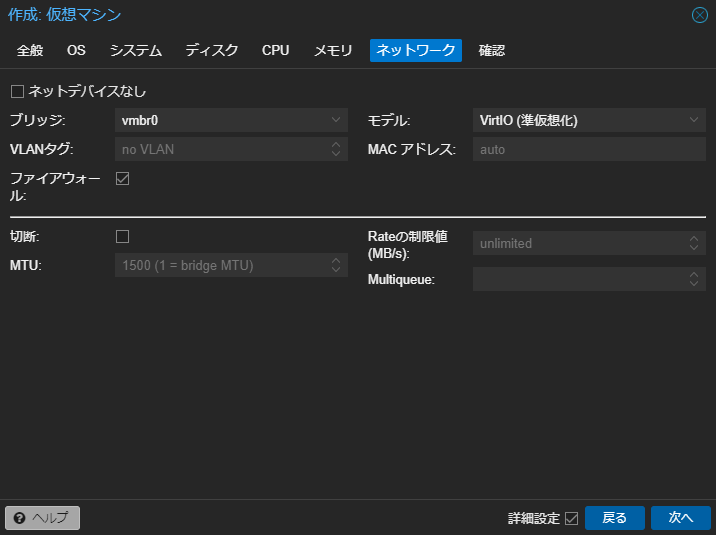 作成: 仮想マシン
全般 OS システム ディスク CPU メモリ ネットワーク 確認
ネットデバイスなし
ブリッジ: vmbr0 モデル: VirtIO (準仮想化)
VLANタグ: no VLAN MAC アドレス: auto
ファイアウォー
ル:
切断: Rateの制限値
(MB/s): unlimited
MTU: 1500 (1 = bridge MTU)
Multiqueue:
ヘルプ 詳細設定 戻る 次へ